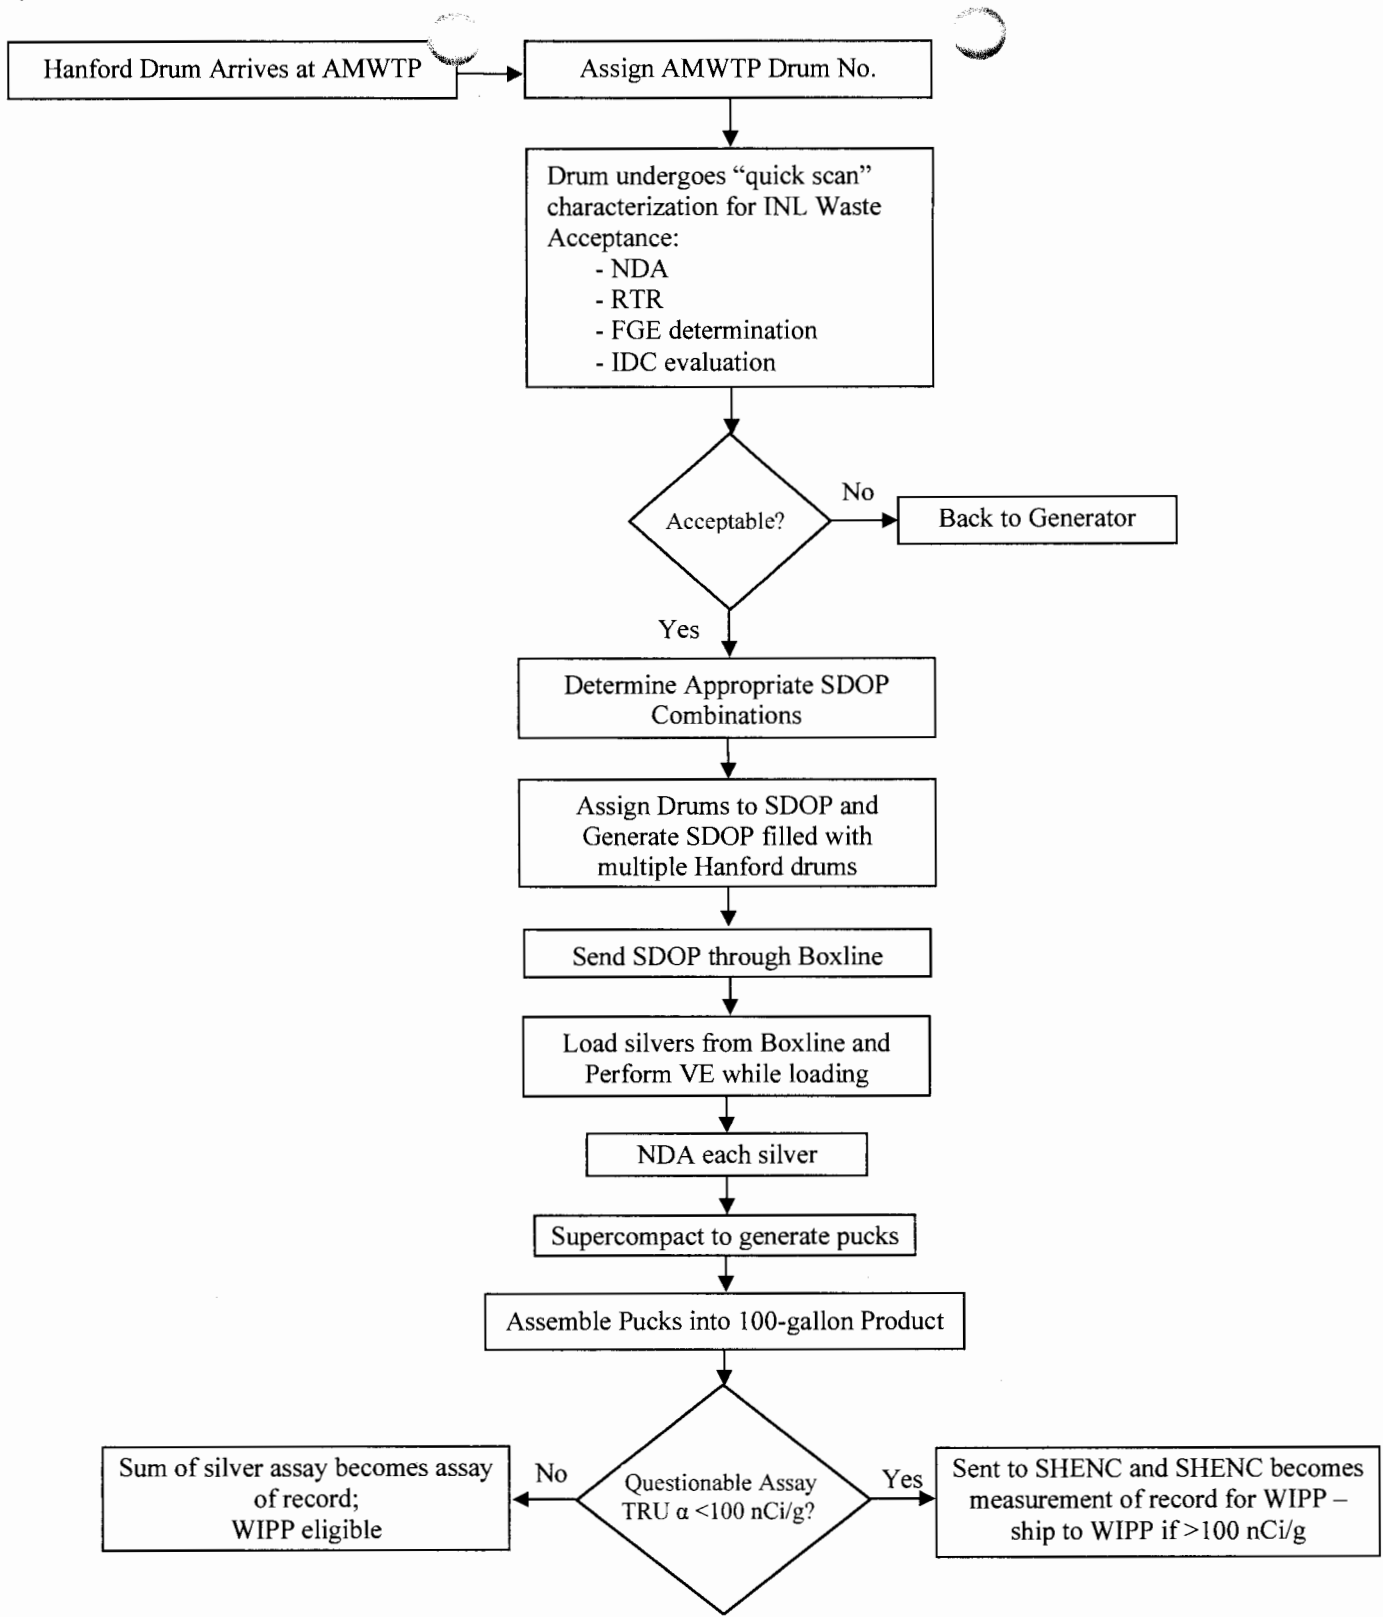 Hanford Drum Arrives at AMWTP
Assign AMWTP Drum No.
Drum undergoes “quick scan”
characterization for INL Waste
Acceptance:
- NDA
- RTR
- FGE determination
- IDC evaluation
Acceptable?
No
Back to Generator
Yes
Determine Appropriate SDOP
Combinations
Assign Drums to SDOP and
Generate SDOP filled with
multiple Hanford drums
Send SDOP through Boxline
Load silvers from Boxline and
Perform VE while loading
NDA each silver
Supercompact to generate pucks
Assemble Pucks into 100-gallon Product
Sum of silver assay becomes assay
of record;
WIPP eligible
No
Questionable Assay
TRU α <100 nCi/g?
Yes
Sent to SHENC and SHENC becomes
measurement of record for WIPP –
ship to WIPP if >100 nCi/g